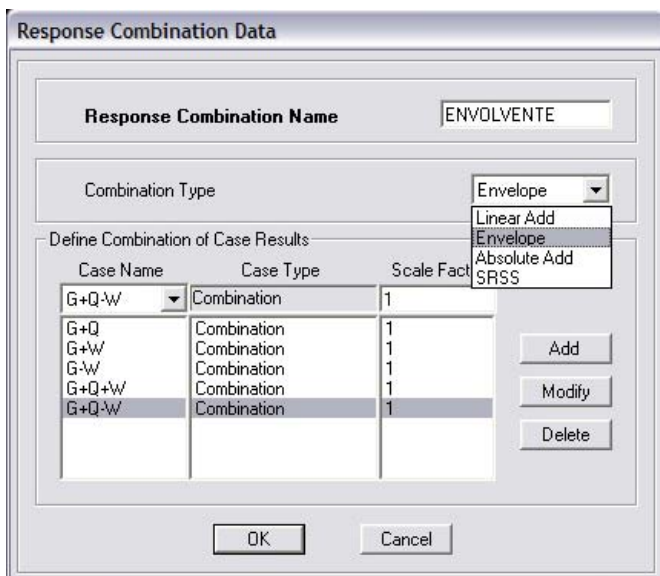 Response Combination Data
Response Combination Name ENVOLVENTE
Combination Type Envelope
Linear Add
Envelope
Absolute Add
SRSS
Define Combination of Case Results
Case Name Case Type Scale Fact
G+Q-W Combination 1
G+Q Combination 1
G+W Combination 1
G-W Combination 1
G+Q+W Combination 1
G+Q-W Combination 1
Add
Modify
Delete
OK Cancel